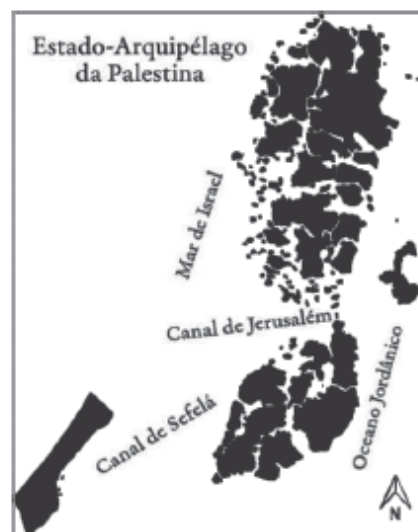 Estado-Arquipélago
da Palestina
Mar de Israel
Canal de Jerusalém
Oceano Jordânico
Canal de Sefelá
N